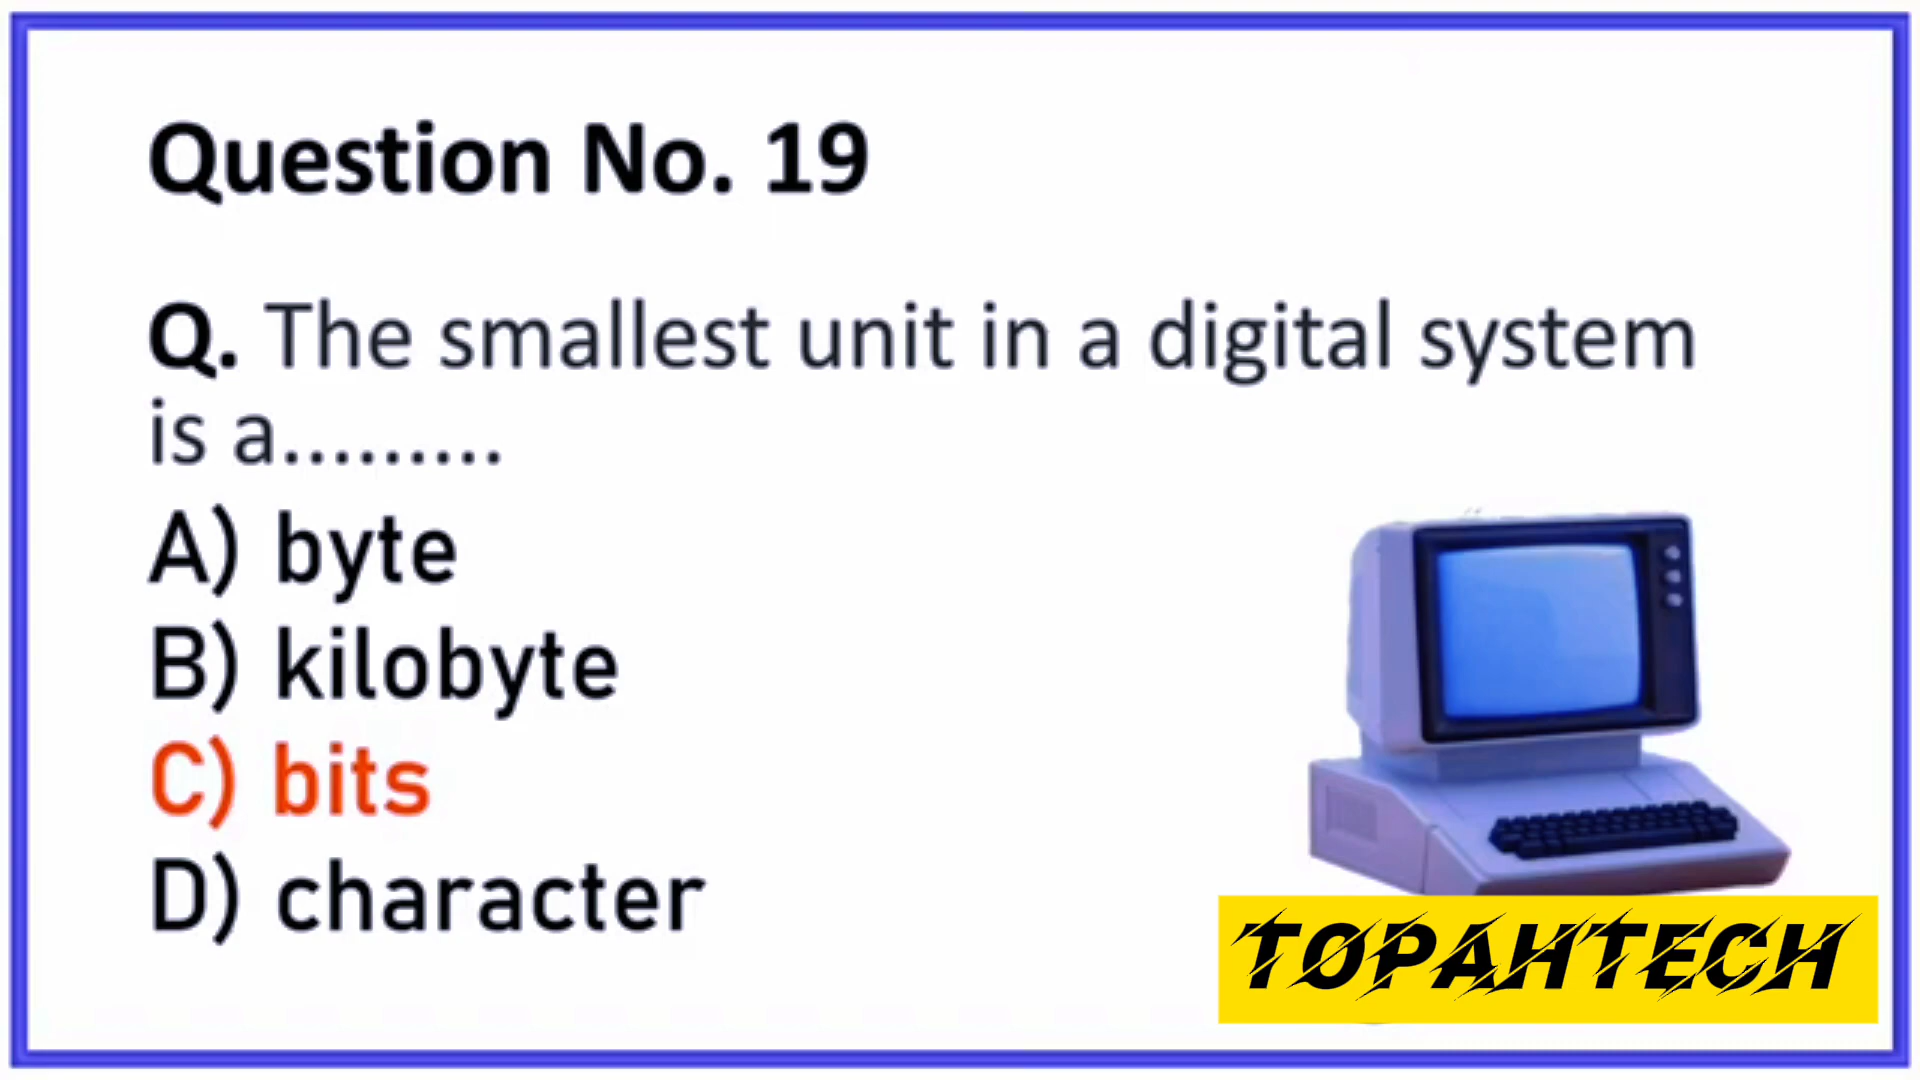 Question No. 19
Q. The smallest unit in a digital system
is a.........
A) byte
B) kilobyte
C) bits
D) character
TOPAHTECH